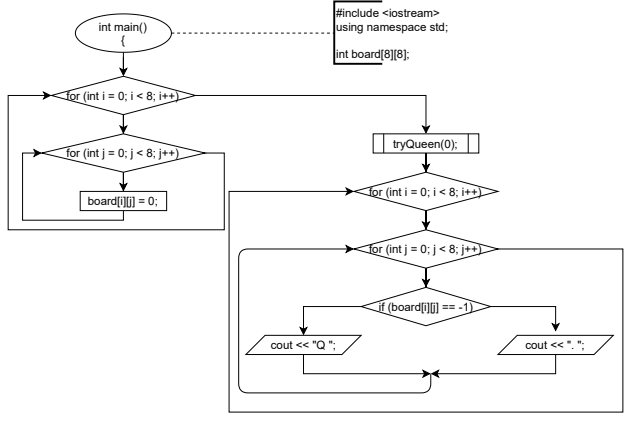 int main()
{
#include <iostream>
using namespace std;
int board[8][8];
for (int i = 0; i < 8; i++)
for (int j = 0; j < 8; j++)
board[i][j] = 0;
tryQueen(0);
for (int i = 0; i < 8; i++)
for (int j = 0; j < 8; j++)
if (board[i][j] == -1)
cout << "Q ";
cout << ". ";